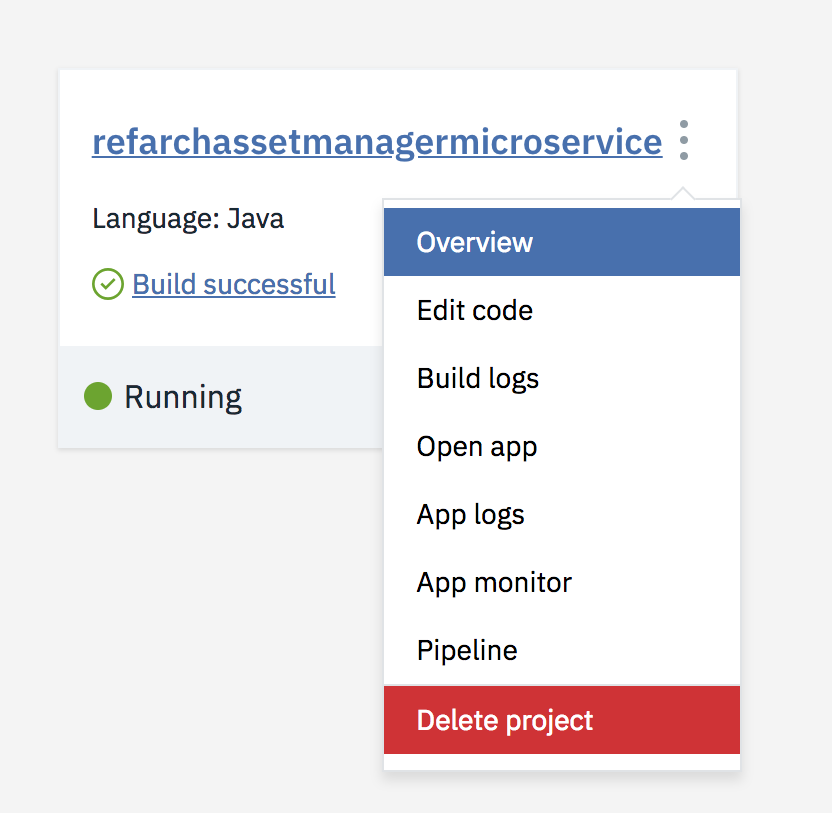 refarchassetmanagermicroservice
Language: Java
Build successful
Running
Overview
Edit code
Build logs
Open app
App logs
App monitor
Pipeline
Delete project